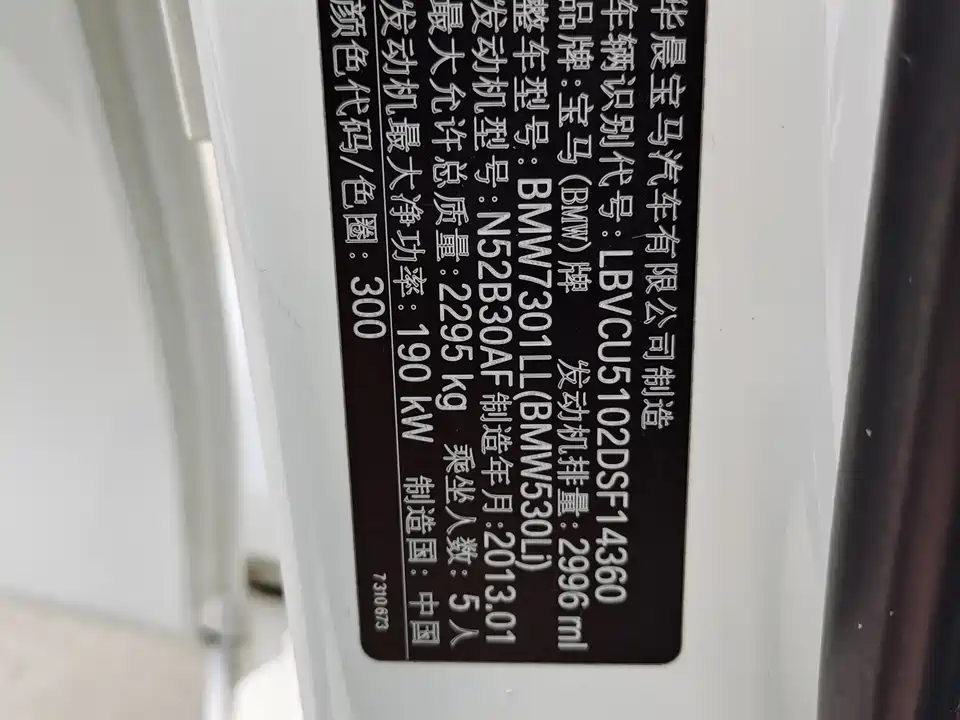 华晨宝马汽车有限公司制造
车辆识别代号: LBVCU5102DSF14360
品牌: 宝马(BMW)牌 发动机排量: 2996 ml
整车型号: BMW7301LL(BMW530Li)
发动机型号: N52B30AF 制造年月: 2013.01
最大允许总质量: 2295 kg 乘坐人数: 5 人
发动机最大净功率: 190 kW 制造国: 中国
颜色代码/色圈: 300
7310673